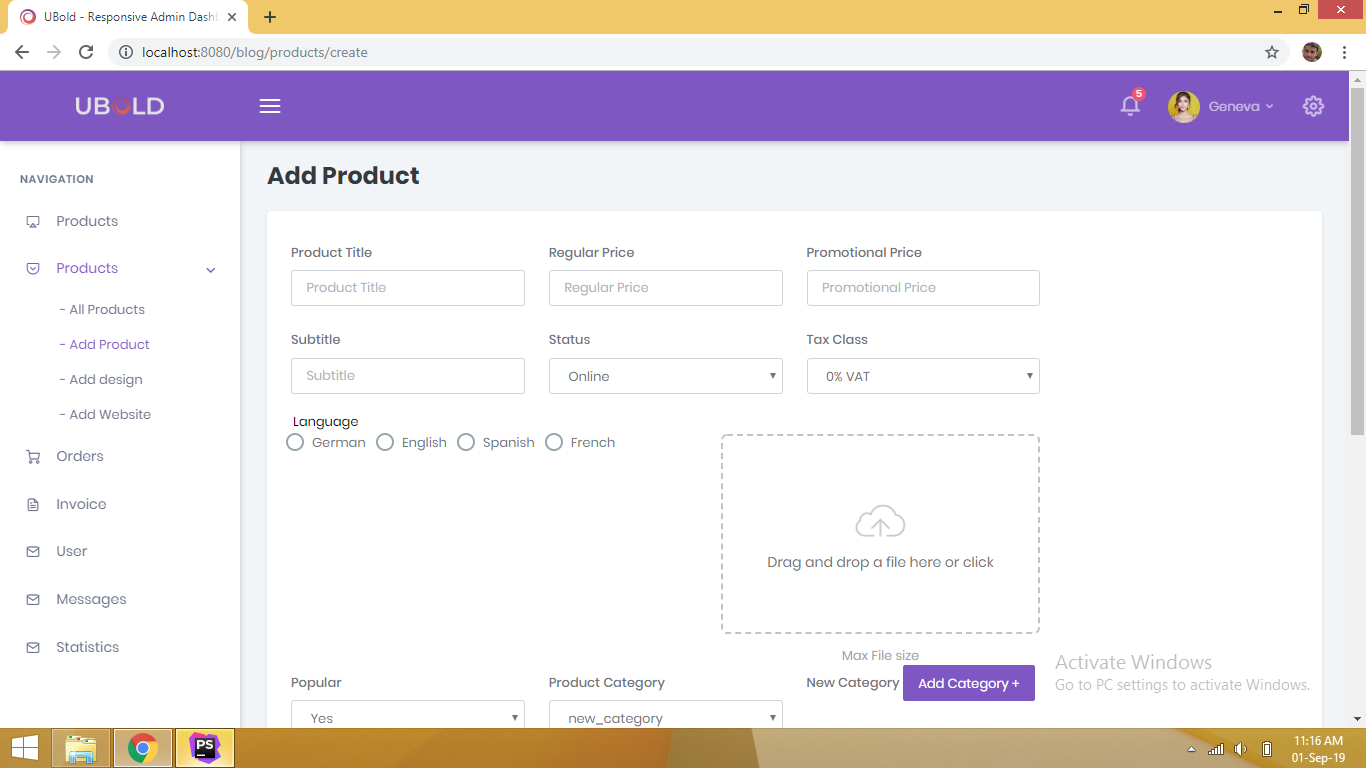 UBold - Responsive Admin Dash
localhost:8080/blog/products/create
UBOLD
5
Geneva
NAVIGATION
Products
Products
- All Products
- Add Product
- Add design
- Add Website
Orders
Invoice
User
Messages
Statistics
Add Product
Product Title Regular Price Promotional Price
Product Title Regular Price Promotional Price
Subtitle Status Tax Class
Subtitle Online 0% VAT
Language
German English Spanish French
Drag and drop a file here or click
Max File size
Popular Product Category New Category Add Category +
Yes new_category
Activate Windows
Go to PC settings to activate Windows.
PS
11:16 AM
01-Sep-19